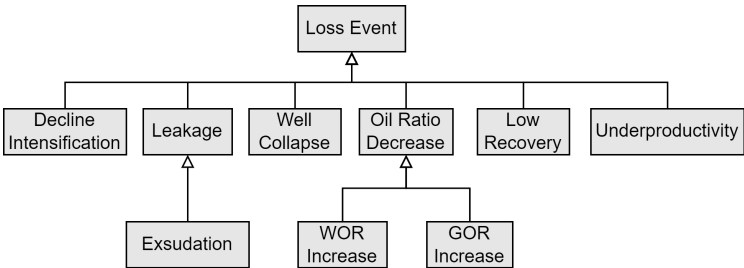 Loss Event
Decline
Intensification
Leakage
Well
Collapse
Oil Ratio
Decrease
Low
Recovery
Underproductivity
Exsudation
WOR
Increase
GOR
Increase